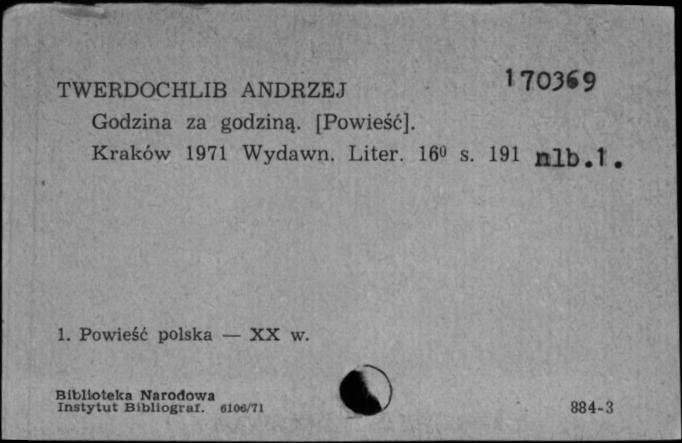 TWERDOCHLIB ANDRZEJ 170369
Godzina za godziną. [Powieść].
Kraków 1971 Wydawn. Liter. 16⁰ s. 191 nlb.1.
1. Powieść polska — XX w.
Biblioteka Narodowa
Instytut Bibliograf. 6106/71 884-3